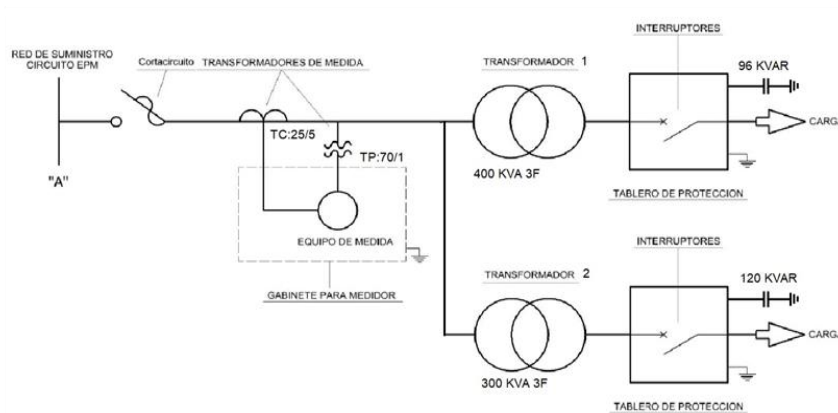 RED DE SUMINISTRO
CIRCUITO EPM
"A"
Cortacircuito
TRANSFORMADORES DE MEDIDA
TC:25/5
TP:70/1
EQUIPO DE MEDIDA
GABINETE PARA MEDIDOR
TRANSFORMADOR 1
400 KVA 3F
INTERRUPTORES
96 KVAR
CARGA
TABLERO DE PROTECCION
TRANSFORMADOR 2
300 KVA 3F
INTERRUPTORES
120 KVAR
CARGA
TABLERO DE PROTECCION